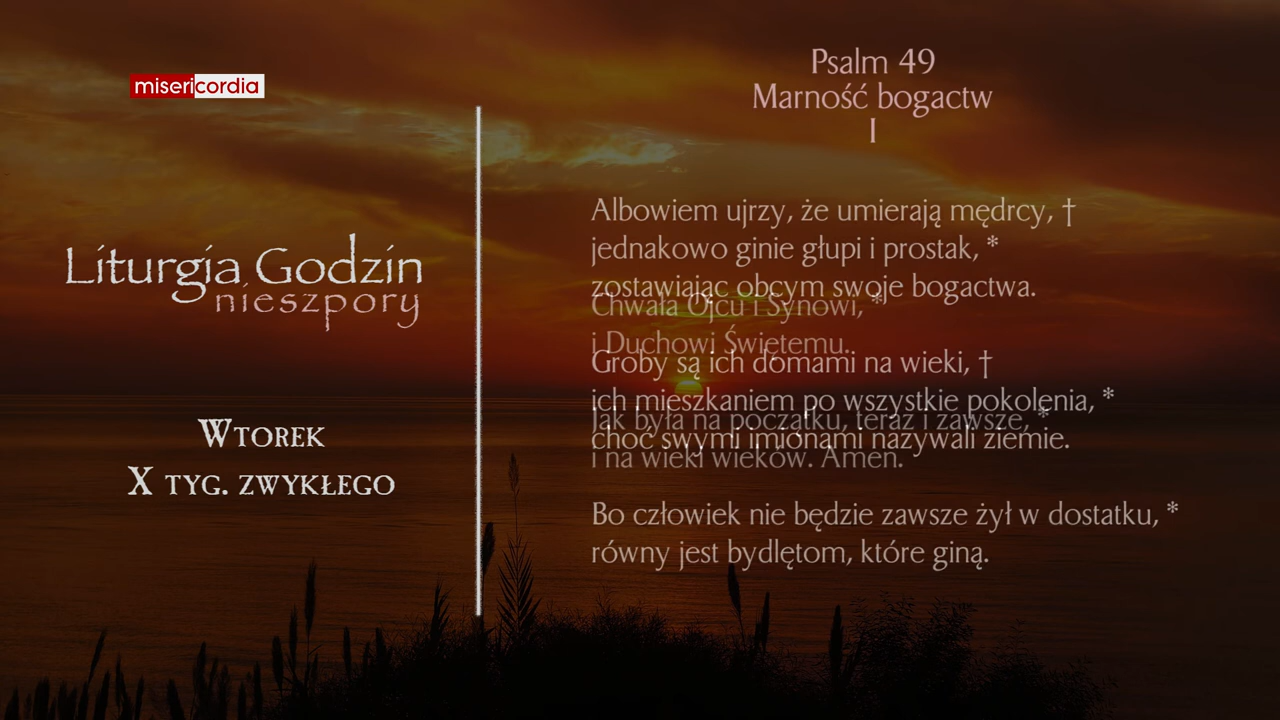 misericordia
Liturgia Godzin
nieszpory
Wtorek
X tyg. zwykłego
Psalm 49
Marność bogactw
I
Albowiem ujrzy, że umierają mędrcy, †
jednakowo ginie głupi i prostak, *
zostawiając obcym swoje bogactwa.
Chwała Ojcu i Synowi, *
i Duchowi Świętemu.
Groby są ich domami na wieki, †
ich mieszkaniem po wszystkie pokolenia, *
Jak była na początku, teraz i zawsze, *
choć swymi imionami nazywali ziemie.
i na wieki wieków. Amen.
Bo człowiek nie będzie zawsze żył w dostatku, *
równy jest bydlętom, które giną.